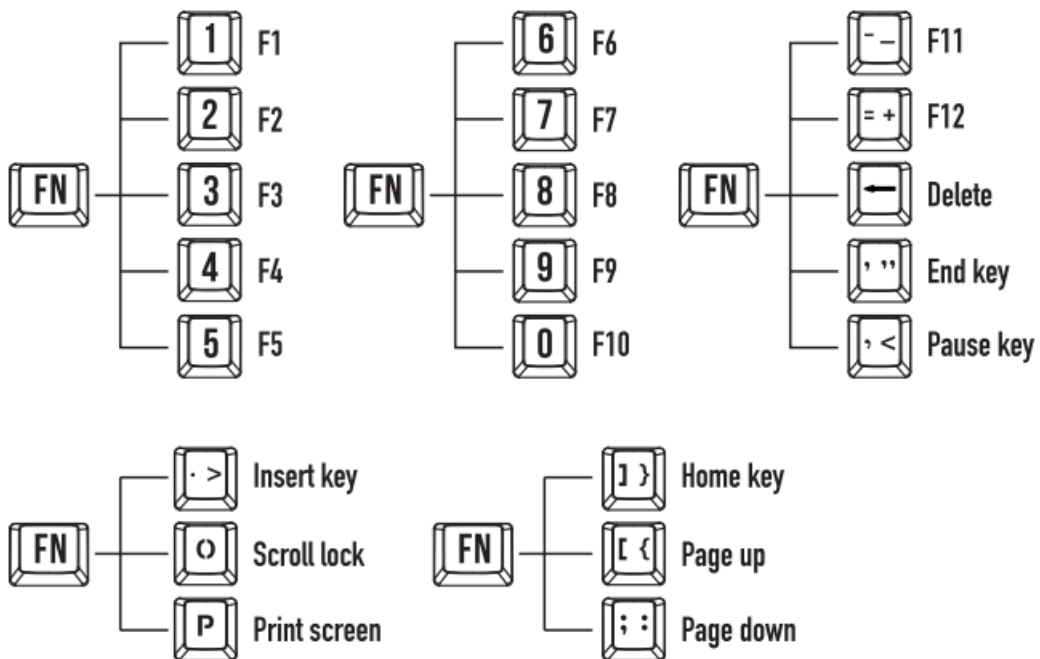 1 F1
2 F2
FN 3 F3
4 F4
5 F5
6 F6
7 F7
FN 8 F8
9 F9
0 F10
- _ F11
= + F12
FN ← Delete
' " End key
, < Pause key
. > Insert key
FN O Scroll lock
P Print screen
] } Home key
FN [ { Page up
; : Page down